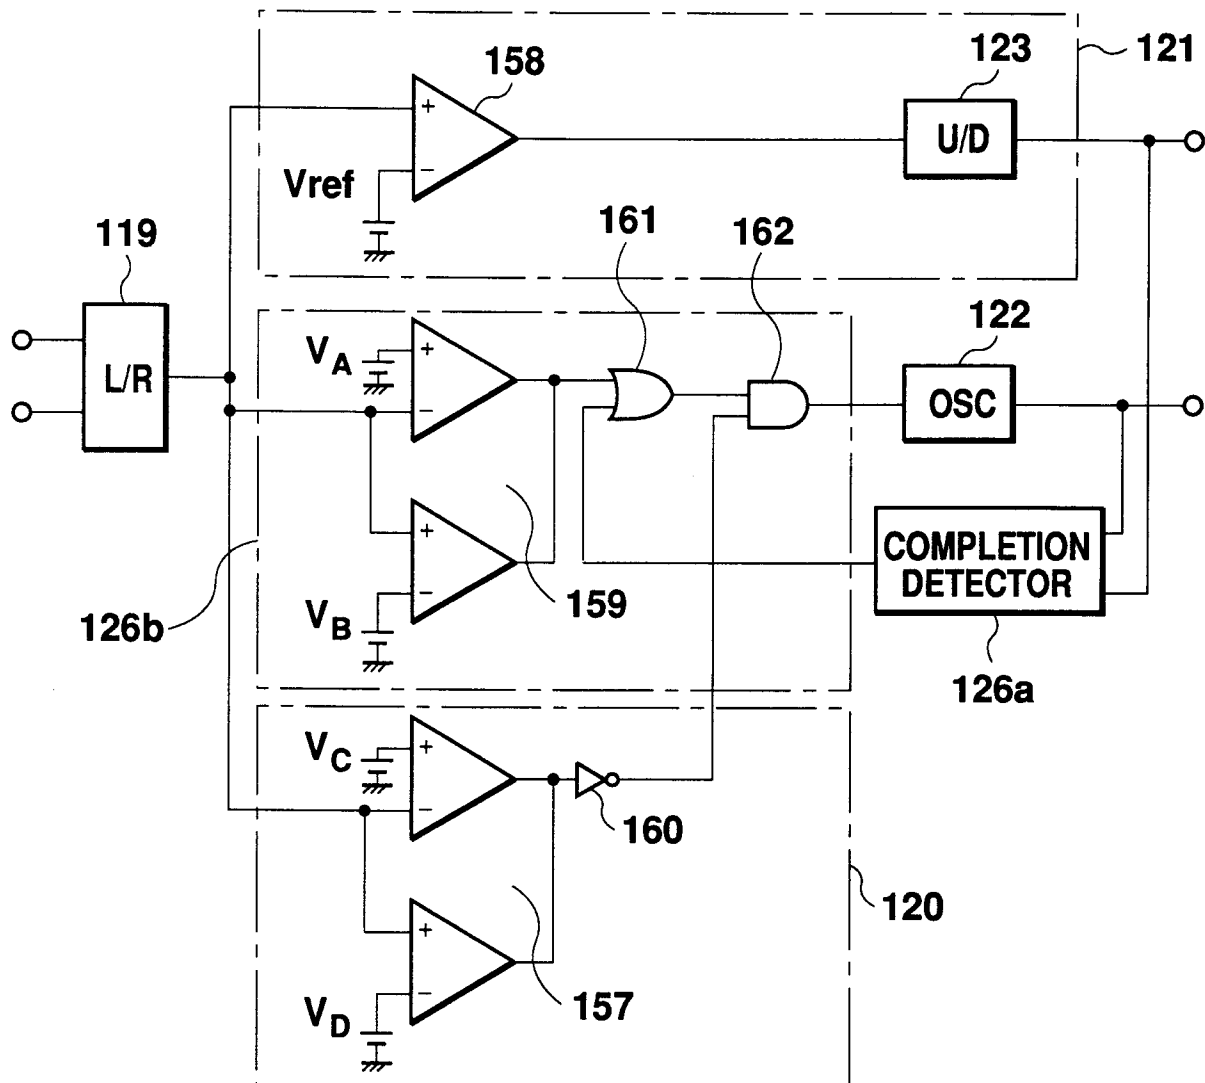 158
123
121
+
U/D
−
Vref
119
161
162
122
VA
+
L/R
−
OSC
+
COMPLETION
DETECTOR
−
159
VB
126b
126a
VC
+
−
160
120
+
−
157
VD